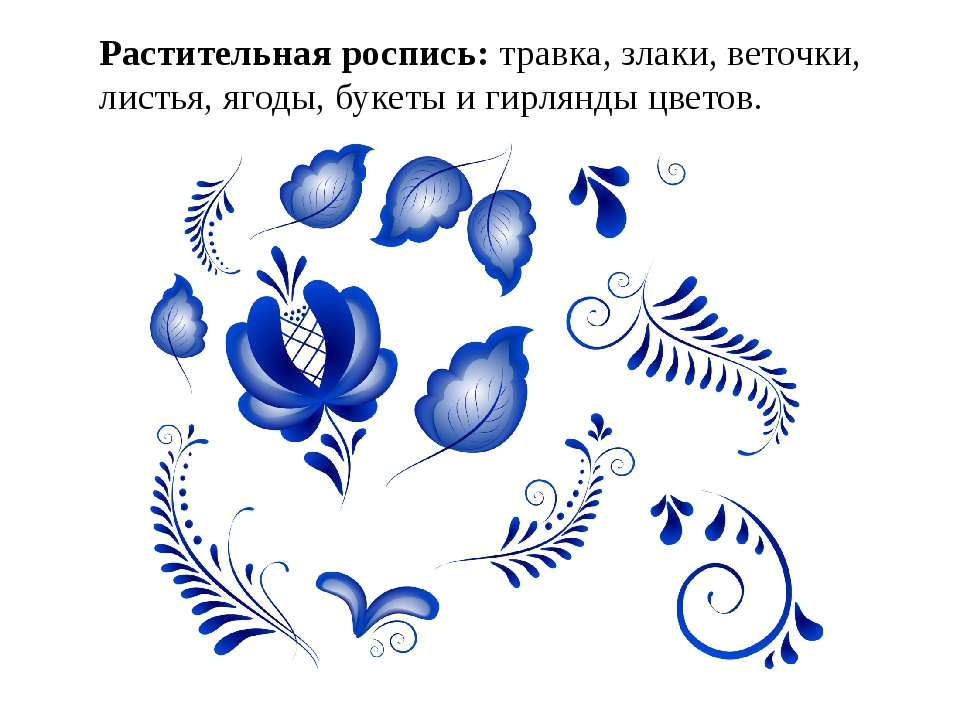 Растительная роспись: травка, злаки, веточки,
листья, ягоды, букеты и гирлянды цветов.